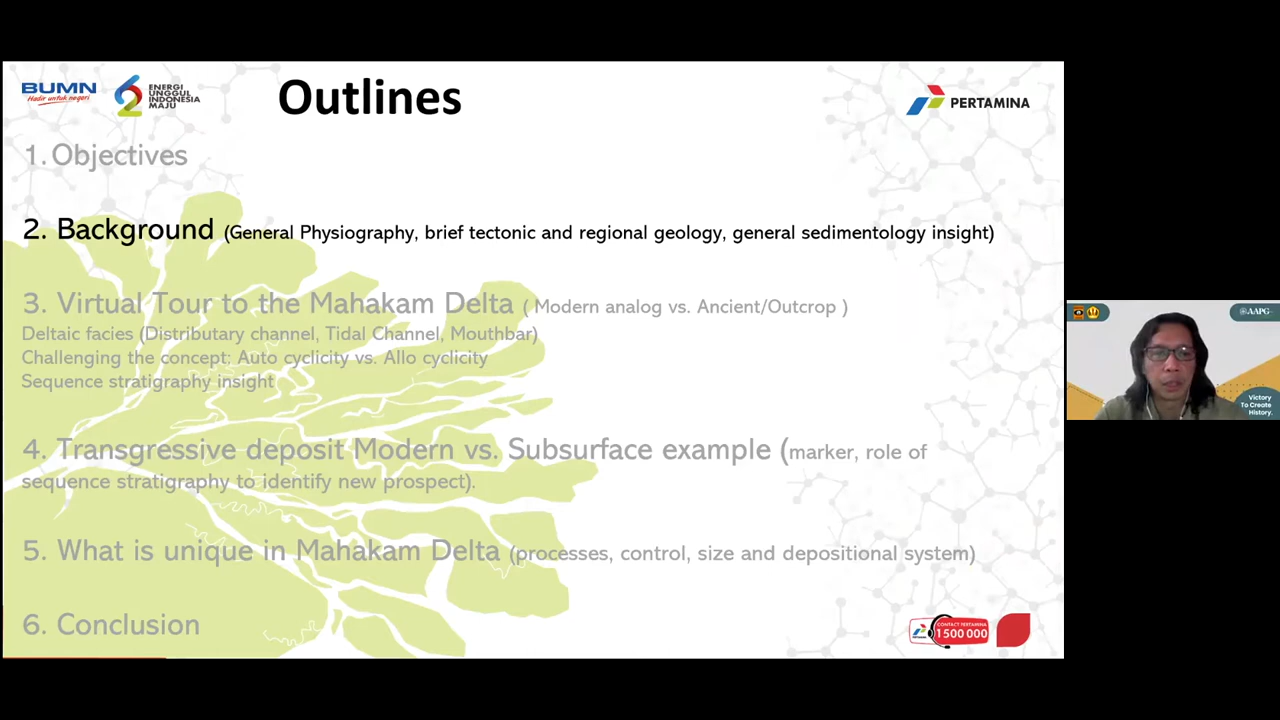 BUMN
Hadir untuk negeri
ENERGI
UNGGUL
INDONESIA
MAJU
Outlines
PERTAMINA
1. Objectives
2. Background (General Physiography, brief tectonic and regional geology, general sedimentology insight)
3. Virtual Tour to the Mahakam Delta ( Modern analog vs. Ancient/Outcrop )
Deltaic facies (Distributary channel, Tidal Channel, Mouthbar)
Challenging the concept: Auto cyclicity vs. Allo cyclicity
Sequence stratigraphy insight
4. Transgressive deposit Modern vs. Subsurface example (marker, role of
sequence stratigraphy to identify new prospect).
5. What is unique in Mahakam Delta (processes, control, size and depositional system)
6. Conclusion
CONTACT PERTAMINA
1 500 000
AAPG
Victory
To Create
History.